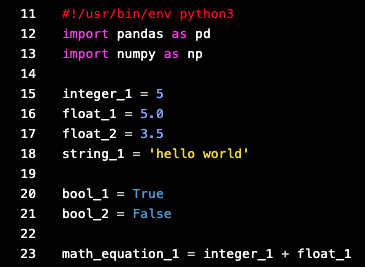 11 #!/usr/bin/env python3
12 import pandas as pd
13 import numpy as np
14
15 integer_1 = 5
16 float_1 = 5.0
17 float_2 = 3.5
18 string_1 = 'hello world'
19
20 bool_1 = True
21 bool_2 = False
22
23 math_equation_1 = integer_1 + float_1